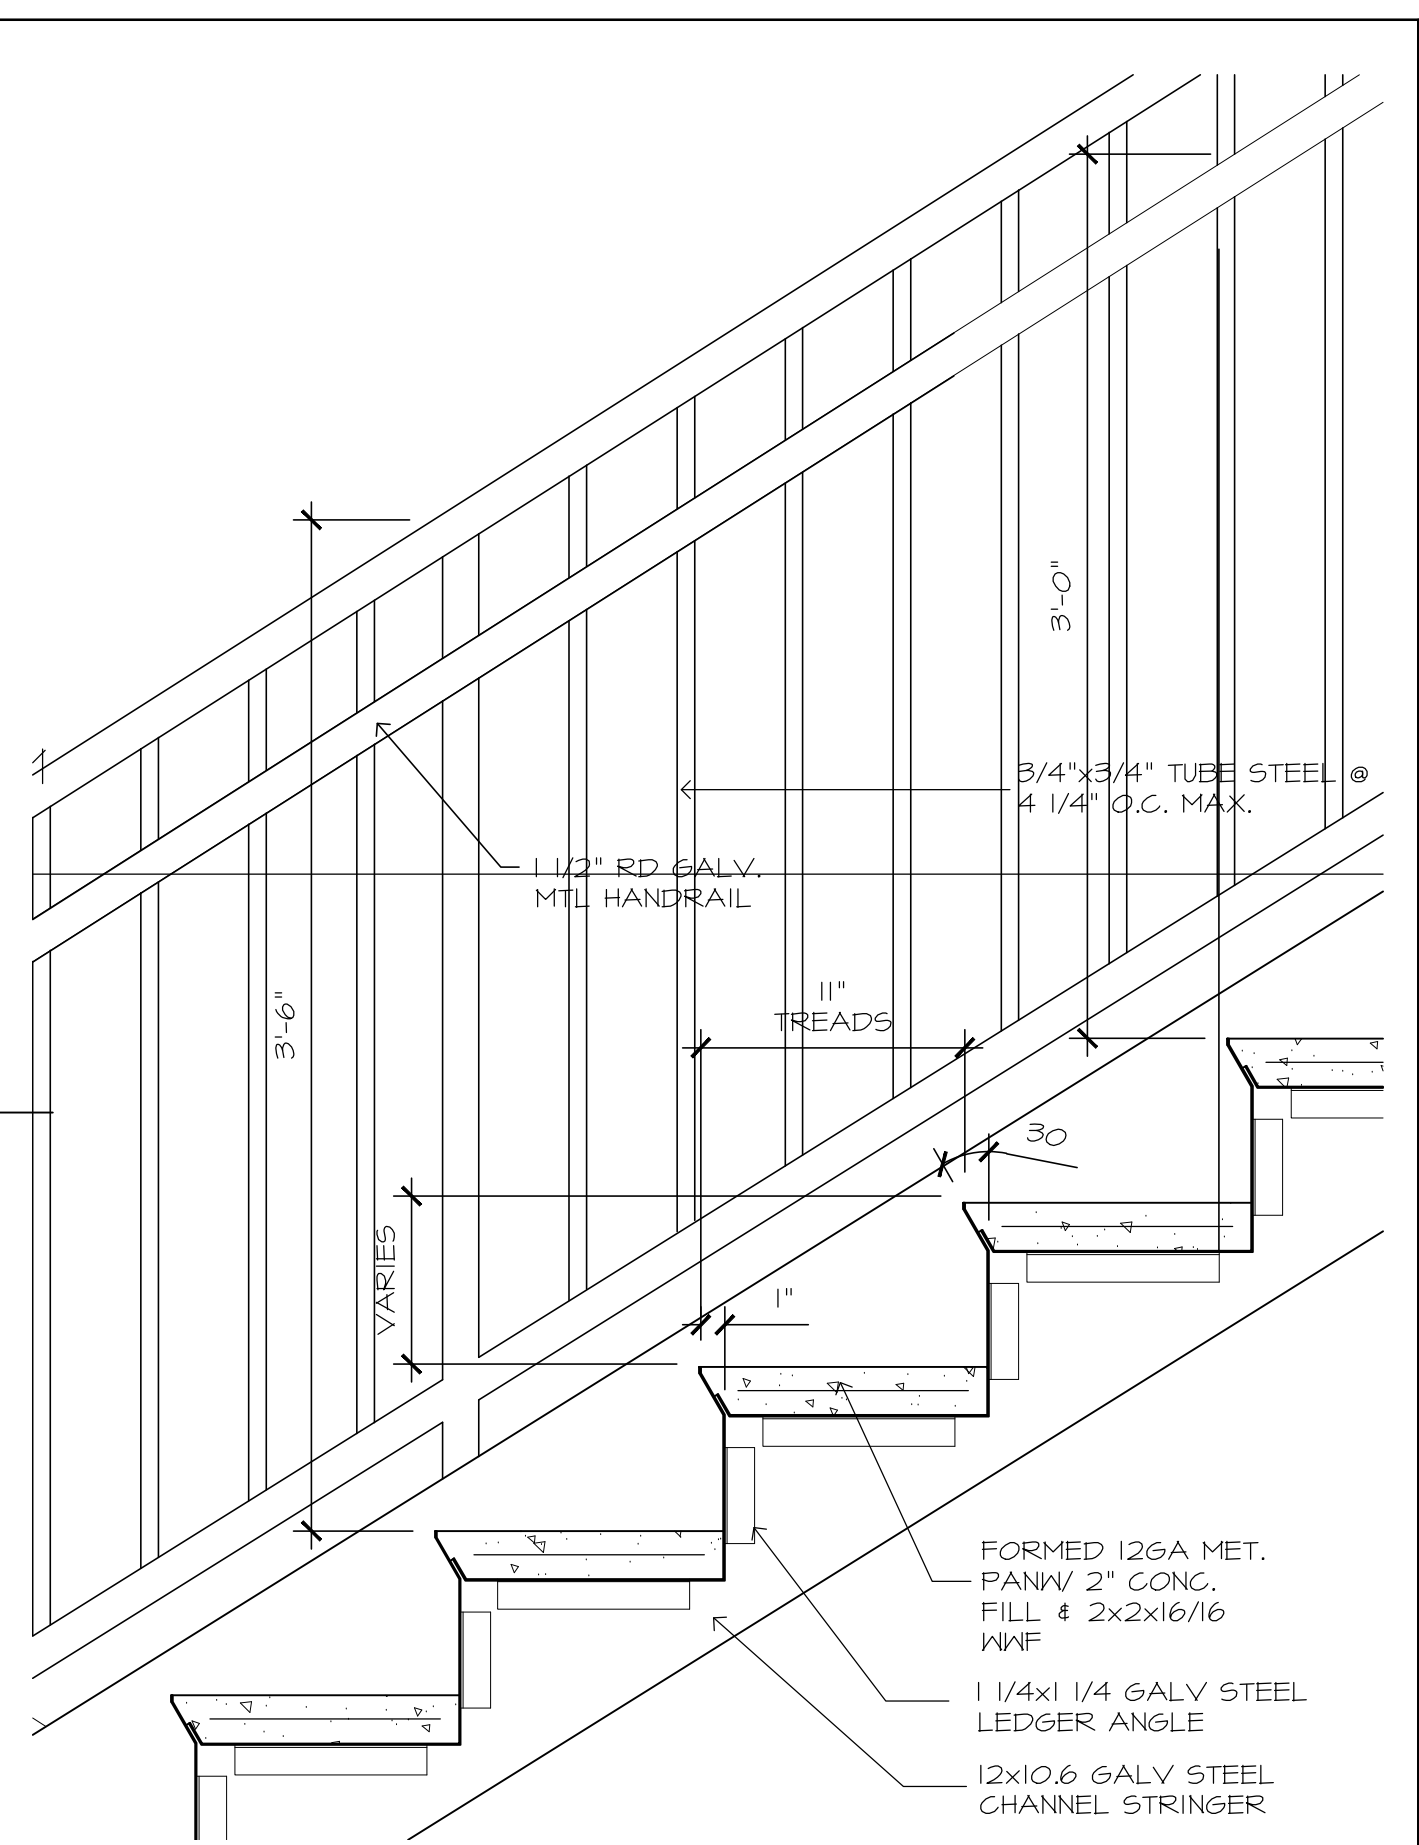 3'-0"
3/4"x3/4" TUBE STEEL @
4 1/4" O.C. MAX.
1 1/2" RD GALV.
MTL HANDRAIL
3'-6"
11"
TREADS
30
VARIES
1"
FORMED 12GA MET.
PANW/ 2" CONC.
FILL & 2x2x16/16
WWF
1 1/4x1 1/4 GALV STEEL
LEDGER ANGLE
12x10.6 GALV STEEL
CHANNEL STRINGER